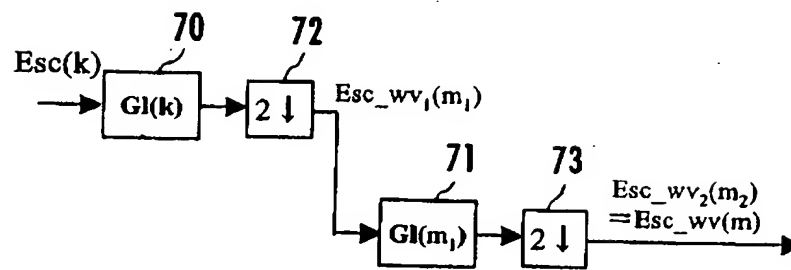 70
72
Esc(k)
Gl(k)
2↓
Esc_wv₁(m₁)
71
73
Gl(m₁)
2↓
Esc_wv₂(m₂)
=Esc_wv(m)